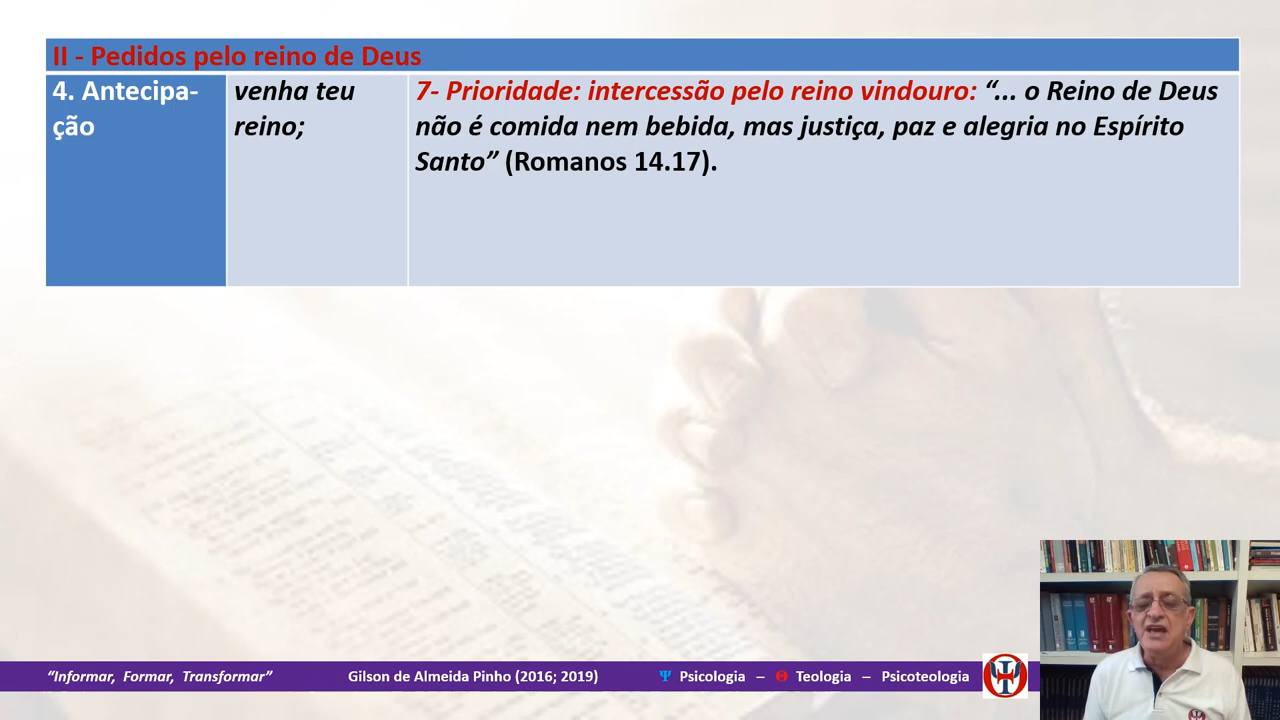 II - Pedidos pelo reino de Deus
4. Antecipa-
ção
venha teu
reino;
7- Prioridade: intercessão pelo reino vindouro: “... o Reino de Deus
não é comida nem bebida, mas justiça, paz e alegria no Espírito
Santo” (Romanos 14.17).
“Informar, Formar, Transformar” Gilson de Almeida Pinho (2016; 2019) Ψ Psicologia – Θ Teologia – Psicoteologia